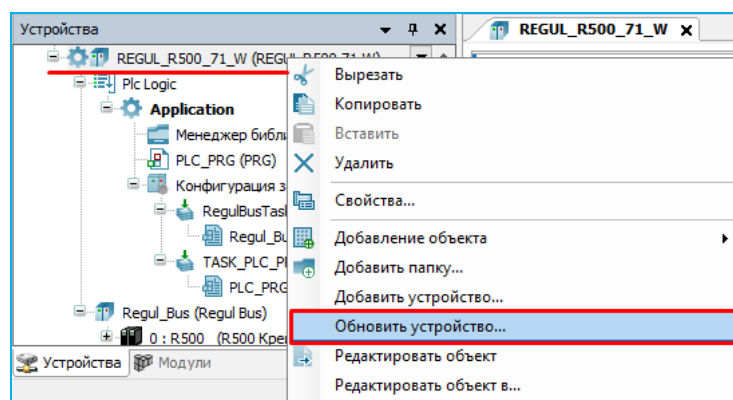 Устройства
REGUL_R500_71_W
REGUL_R500_71_W (REGUL_R500_71_W)
Plc Logic
Application
Менеджер библи
PLC_PRG (PRG)
Конфигурация з
RegulBusTas
Regul_Bu
TASK_PLC_P
PLC_PRG
Regul_Bus (Regul Bus)
0 : R500 (R500 Кре
Устройства Модули
Вырезать
Копировать
Вставить
Удалить
Свойства...
Добавление объекта
Добавить папку...
Добавить устройство...
Обновить устройство...
Редактировать объект
Редактировать объект в...